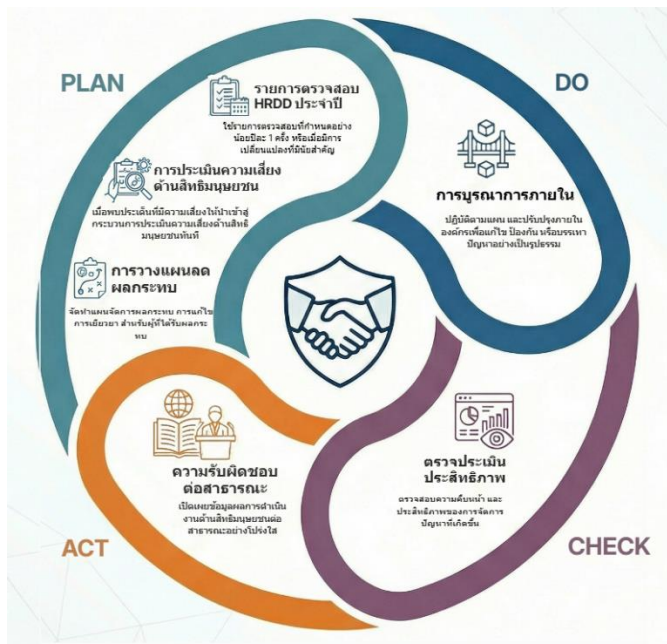 PLAN
รายการตรวจสอบ
HRDD ประจำปี
ใช้รายการตรวจสอบที่กำหนดอย่าง
น้อยปีละ 1 ครั้ง หรือเมื่อมีการ
เปลี่ยนแปลงที่มีนัยสำคัญ
การประเมินความเสี่ยง
ด้านสิทธิมนุษยชน
เมื่อพบประเด็นที่มีความเสี่ยงให้นำเข้าสู่
กระบวนการประเมินความเสี่ยงด้านสิทธิ
มนุษยชนทันที
การวางแผนลด
ผลกระทบ
จัดทำแผนจัดการผลกระทบ การแก้ไข
การเยียวยา สำหรับผู้ที่ได้รับผลกระ
ทบ
DO
การบูรณาการภายใน
ปฏิบัติตามแผน และปรับปรุงภายใน
องค์กรเพื่อแก้ไข ป้องกัน หรือบรรเทา
ปัญหาอย่างเป็นรูปธรรม
ตรวจประเมิน
ประสิทธิภาพ
ตรวจสอบความคืบหน้า และ
ประสิทธิภาพของการจัดการ
ปัญหาที่เกิดขึ้น
CHECK
ความรับผิดชอบ
ต่อสาธารณะ
เปิดเผยข้อมูลผลการดำเนิน
งานด้านสิทธิมนุษยชนต่อ
สาธารณะอย่างโปร่งใส
ACT